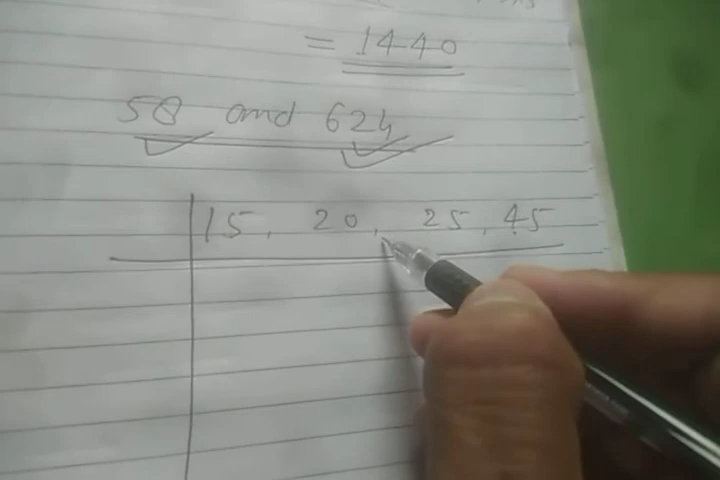 = 1440
58 and 624
15, 20, 25, 45